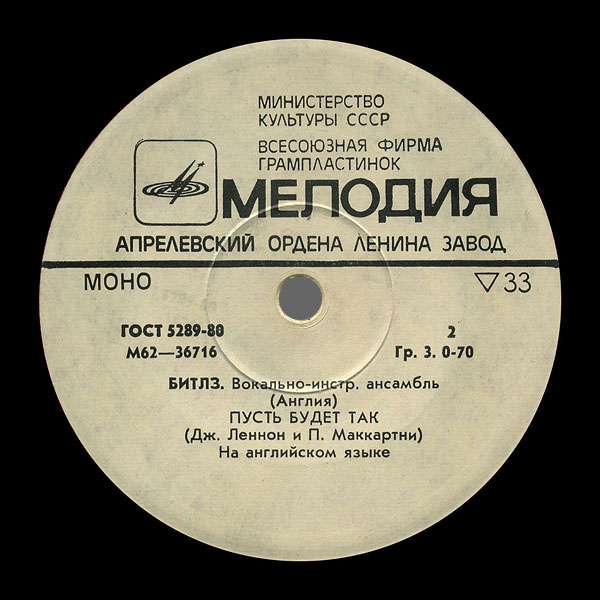 МИНИСТЕРСТВО
КУЛЬТУРЫ СССР
ВСЕСОЮЗНАЯ ФИРМА
ГРАМПЛАСТИНОК
МЕЛОДИЯ
АПРЕЛЕВСКИЙ ОРДЕНА ЛЕНИНА ЗАВОД
МОНО ▽33
ГОСТ 5289-80 2
М62—36716 Гр. 3. 0-70
БИТЛЗ. Вокально-инстр. ансамбль
(Англия)
ПУСТЬ БУДЕТ ТАК
(Дж. Леннон и П. Маккартни)
На английском языке